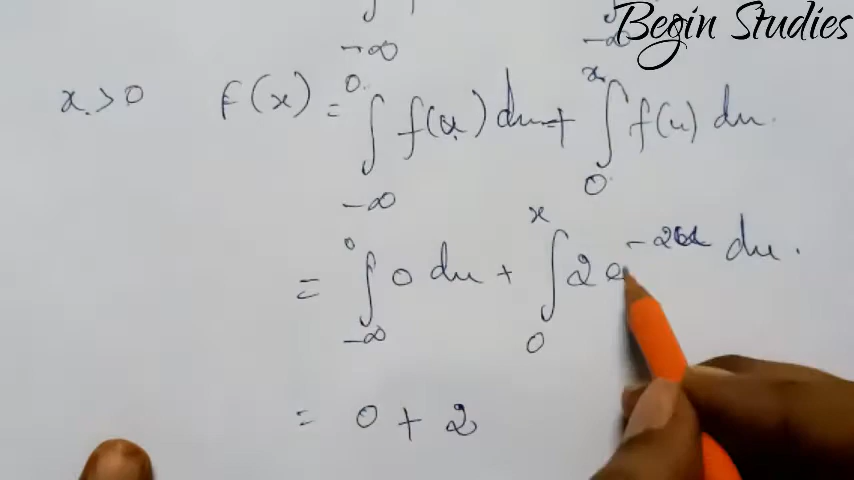 Begin Studies
-∞ -∞
x > 0 F(x) = ∫_{-∞}^{0} f(u) du + ∫_{0}^{x} f(u) du.
= ∫_{-∞}^{0} 0 du + ∫_{0}^{x} 2e^{-2u} du.
= 0 + 2